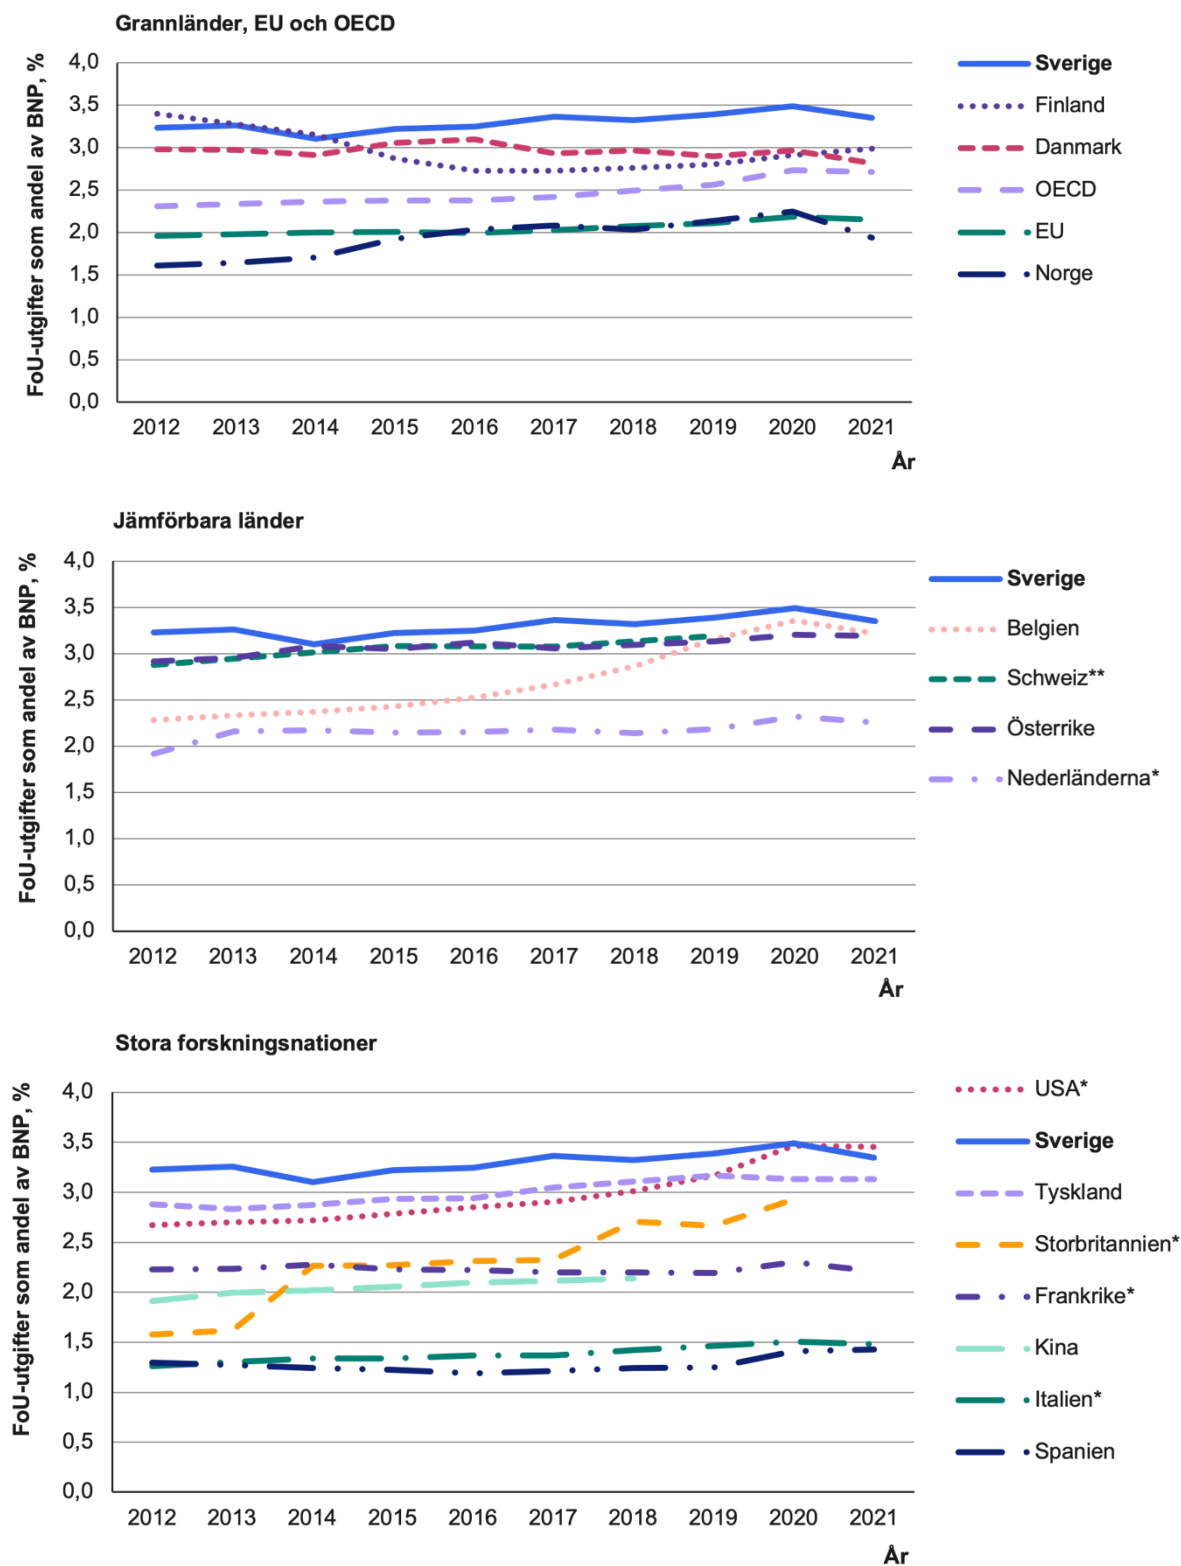 Grannländer, EU och OECD
FoU-utgifter som andel av BNP, %
4,0
3,5
3,0
2,5
2,0
1,5
1,0
0,5
0,0
2012 2013 2014 2015 2016 2017 2018 2019 2020 2021
År
Sverige
Finland
Danmark
OECD
EU
Norge
Jämförbara länder
FoU-utgifter som andel av BNP, %
4,0
3,5
3,0
2,5
2,0
1,5
1,0
0,5
0,0
2012 2013 2014 2015 2016 2017 2018 2019 2020 2021
År
Sverige
Belgien
Schweiz**
Österrike
Nederländerna*
Stora forskningsnationer
FoU-utgifter som andel av BNP, %
4,0
3,5
3,0
2,5
2,0
1,5
1,0
0,5
0,0
2012 2013 2014 2015 2016 2017 2018 2019 2020 2021
År
USA*
Sverige
Tyskland
Storbritannien*
Frankrike*
Kina
Italien*
Spanien